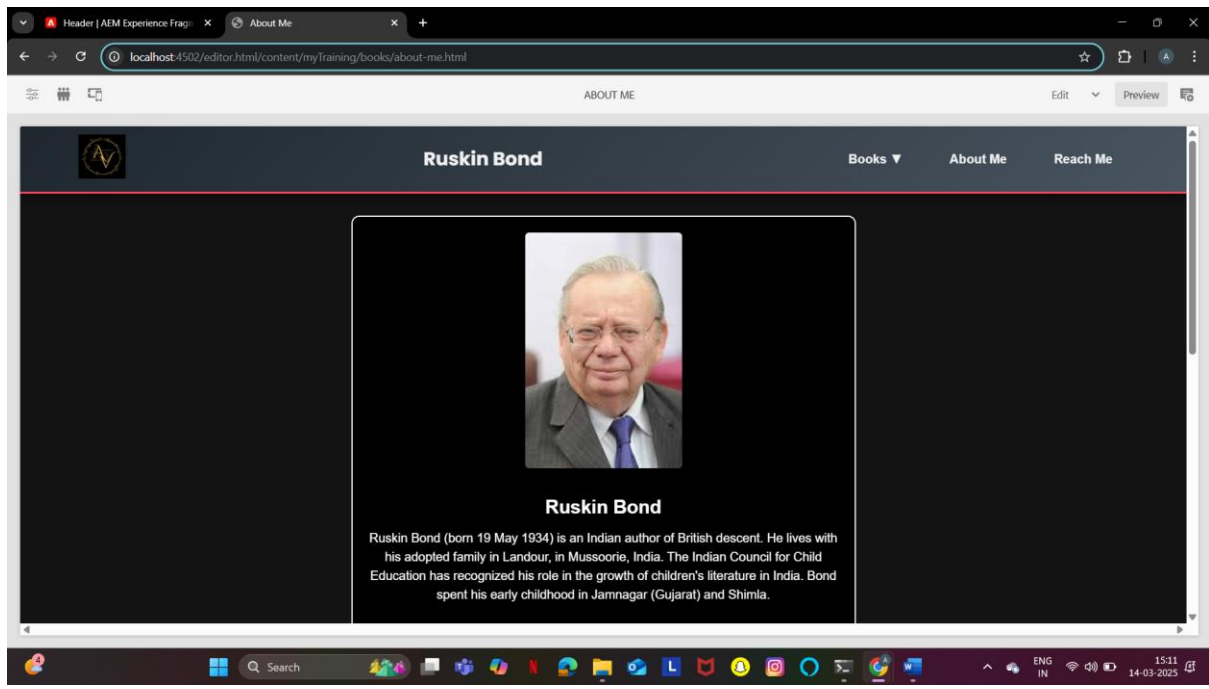 Header | AEM Experience Fragm
About Me
localhost:4502/editor.html/content/myTraining/books/about-me.html
A
ABOUT ME
Edit
Preview
AV
Ruskin Bond
Books ▼
About Me
Reach Me
Ruskin Bond
Ruskin Bond (born 19 May 1934) is an Indian author of British descent. He lives with
his adopted family in Landour, in Mussoorie, India. The Indian Council for Child
Education has recognized his role in the growth of children's literature in India. Bond
spent his early childhood in Jamnagar (Gujarat) and Shimla.
4
Search
ENG
IN
15:11
14-03-2025